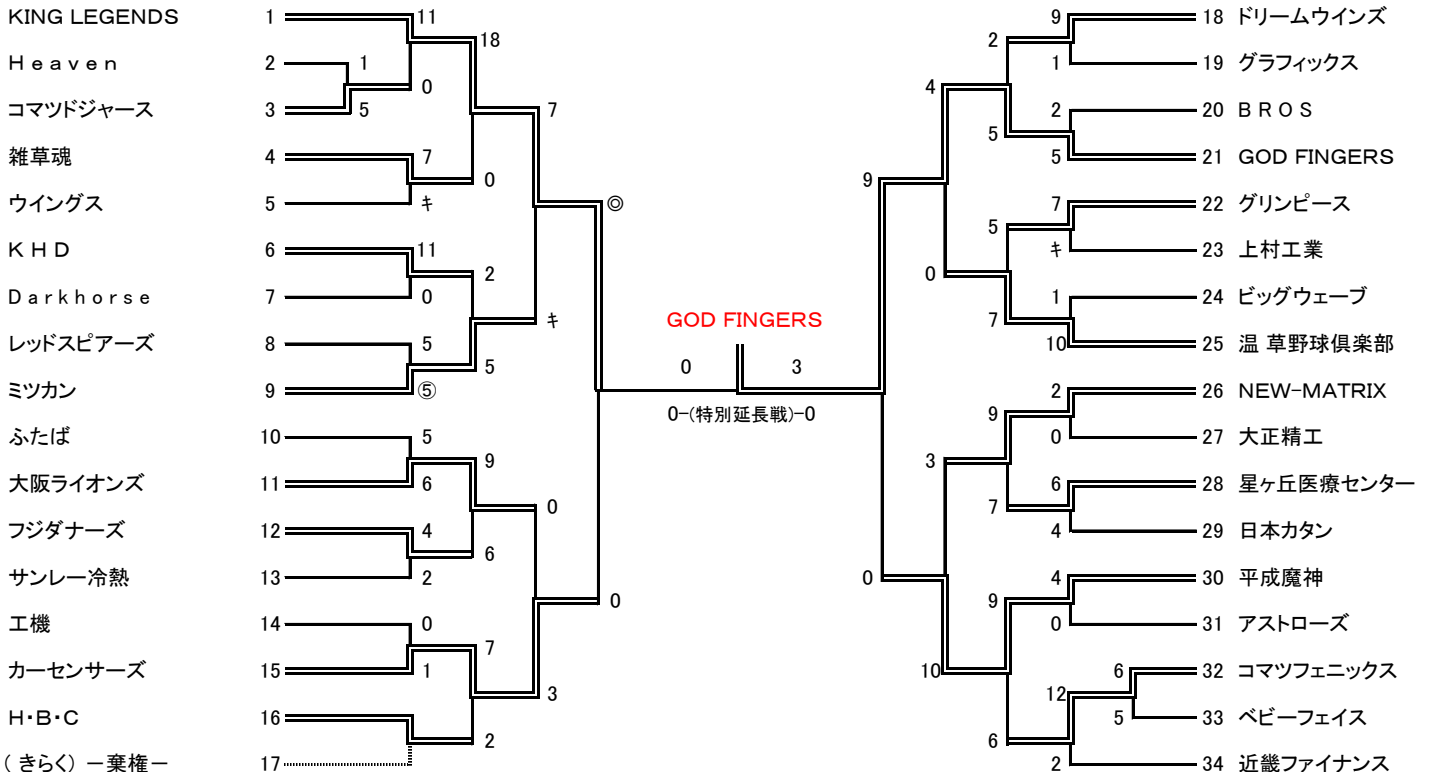 KING LEGENDS 1 11
18
Ｈｅａｖｅｎ 2 1
0
コマツドジャース 3 5
7
雑草魂 4 7
0
ウイングス 5 ｷ
◎
ＫＨＤ 6 11
2
Ｄａｒｋｈｏｒｓｅ 7 0
ｷ
レッドスピアーズ 8 5
5
ミツカン 9 ⑤
ふたば 10 5
9
大阪ライオンズ 11 6
0
フジダナーズ 12 4
6
サンレー冷熱 13 2
0
工機 14 0
7
カーセンサーズ 15 1
3
H･B･C 16
2
（きらく）－棄権－ 17
GOD FINGERS
0 3
0-(特別延長戦)-0
9 18 ドリームウインズ
2
1 19 グラフィックス
4
2 20 ＢＲＯＳ
5
5 21 GOD FINGERS
9
7 22 グリンピース
5
ｷ 23 上村工業
0
1 24 ビッグウェーブ
7
10 25 温 草野球倶楽部
2 26 NEW-MATRIX
9
0 27 大正精工
3
6 28 星ヶ丘医療センター
7
4 29 日本カタン
0
4 30 平成魔神
9
0 31 アストローズ
10
6 32 コマツフェニックス
12
5 33 ベビーフェイス
6
2 34 近畿ファイナンス